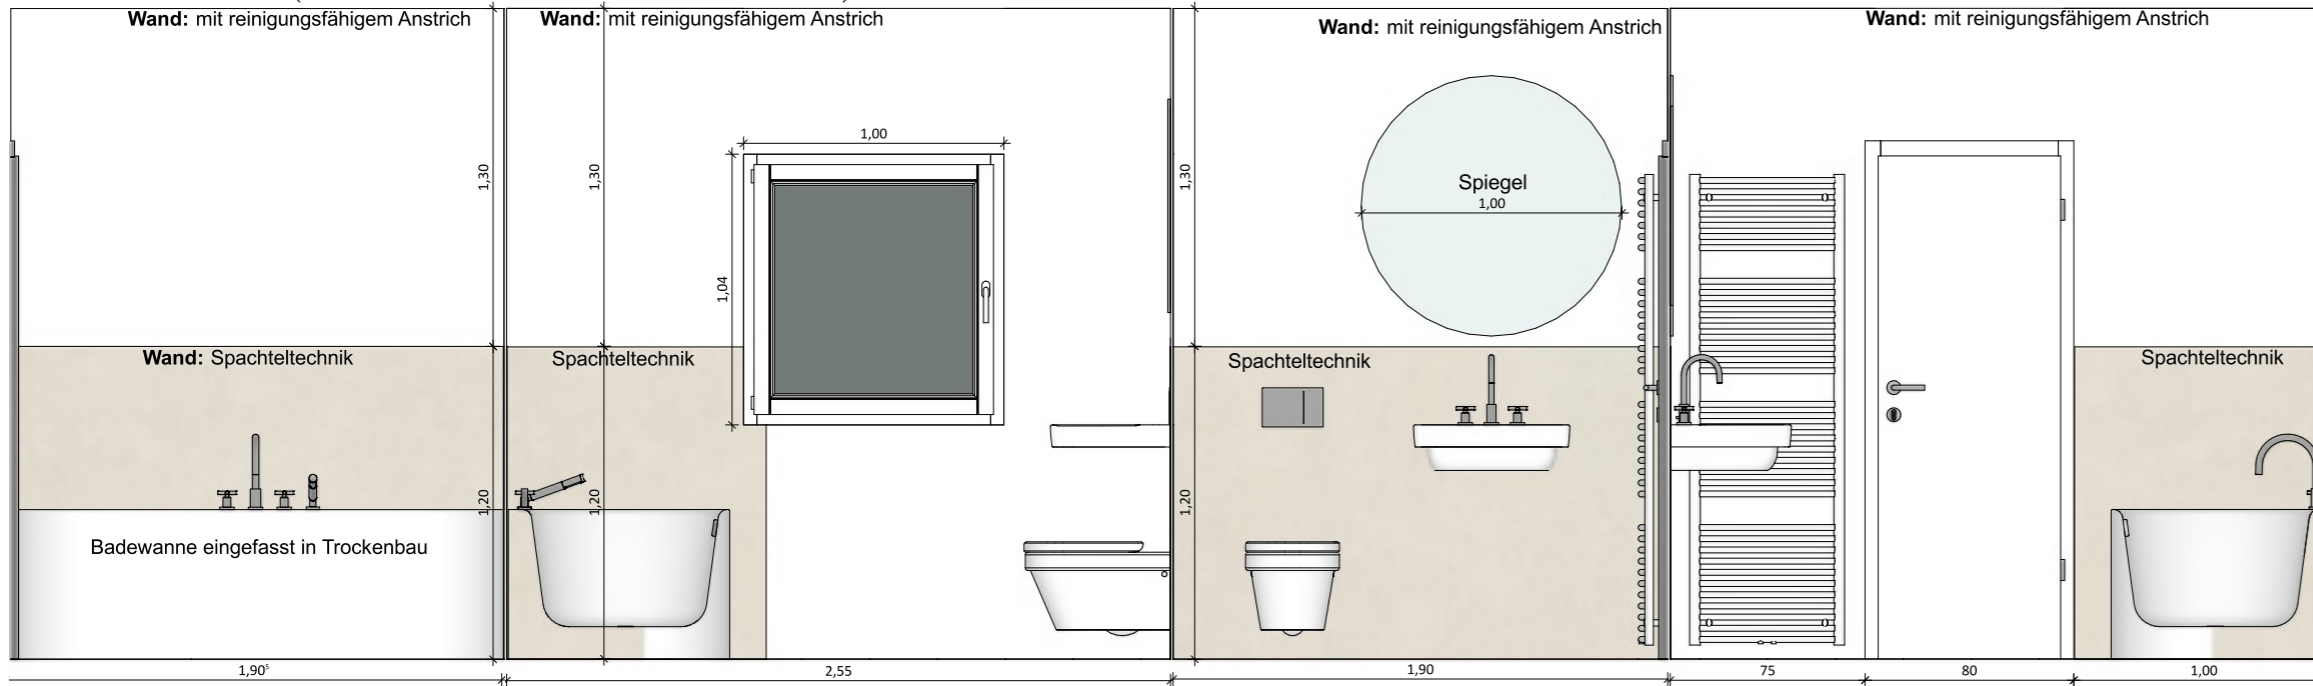 Wand: mit reinigungsfähigem Anstrich
Wand: mit reinigungsfähigem Anstrich
Wand: mit reinigungsfähigem Anstrich
Wand: mit reinigungsfähigem Anstrich
1,00
1,30
1,30
1,30
Spiegel
1,00
1,04
Wand: Spachteltechnik
Spachteltechnik
Spachteltechnik
Spachteltechnik
1,20
1,20
1,20
Badewanne eingefasst in Trockenbau
1,90⁵
2,55
1,90
75
80
1,00